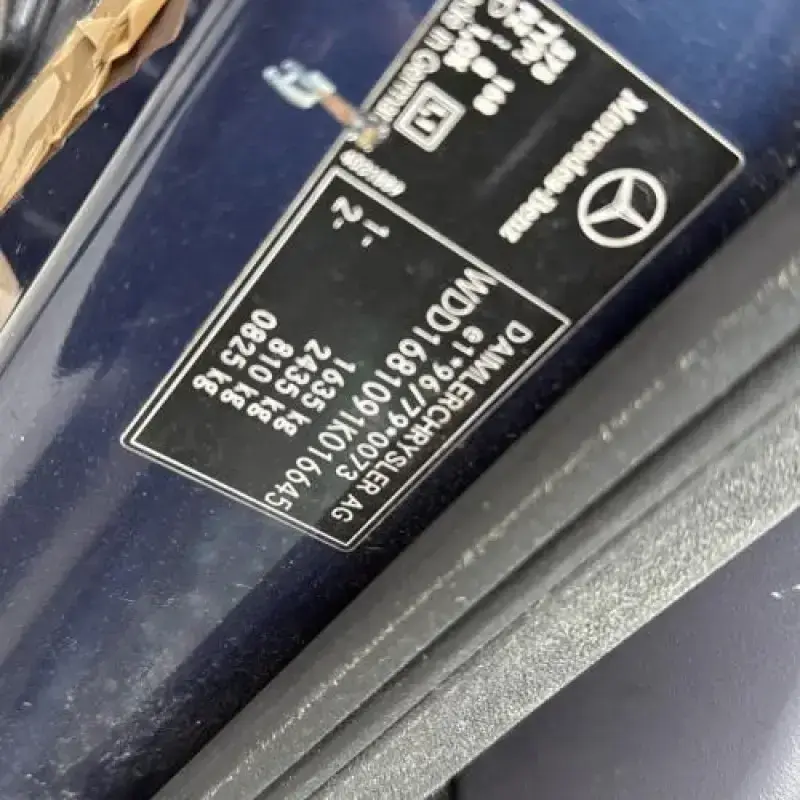 Mercedes-Benz
DAIMLERCHRYSLER AG
e1*96/79*0073
WDD1681091K016645
1635 kg
2435 kg
1- 810 kg
2- 0825 kg